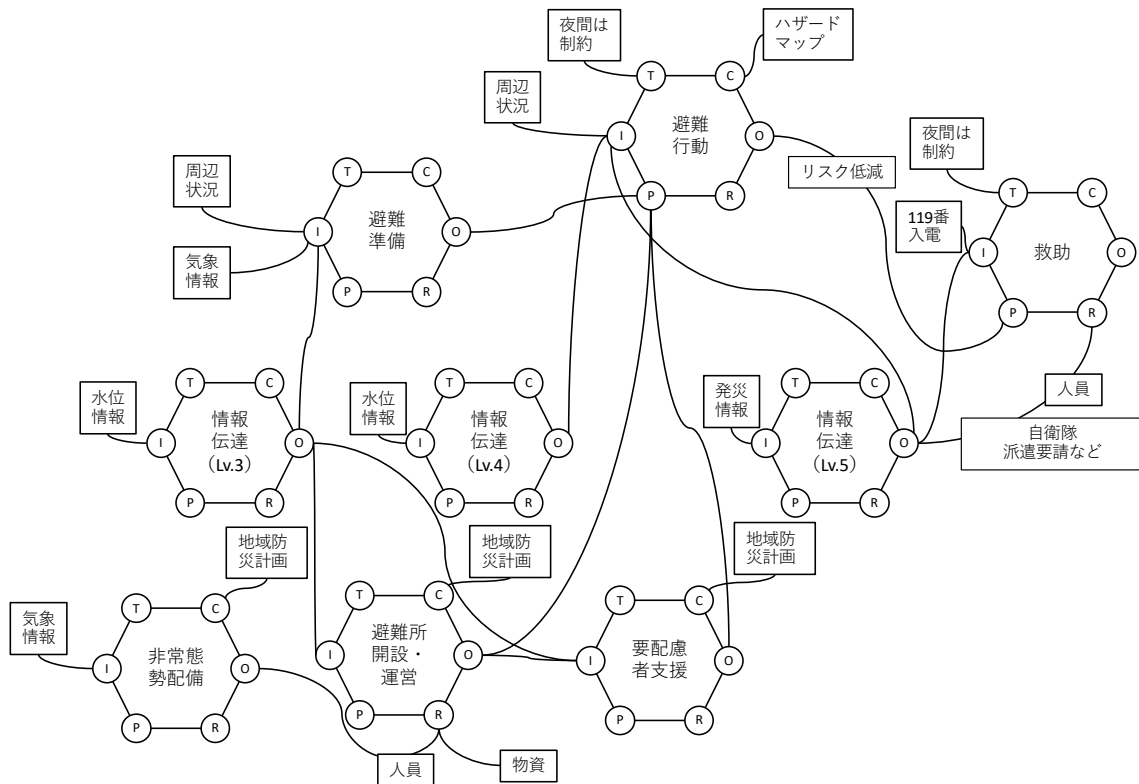 夜間は
制約
ハザード
マップ
T
C
周辺
状況
I
避難
行動
O
P
R
リスク低減
夜間は
制約
T
C
119番
入電
I
救助
O
P
R
人員
自衛隊
派遣要請など
周辺
状況
T
C
I
避難
準備
O
気象
情報
P
R
水位
情報
T
C
I
情報
伝達
（Lv.3）
O
P
R
水位
情報
T
C
I
情報
伝達
（Lv.4）
O
P
R
発災
情報
T
C
I
情報
伝達
（Lv.5）
O
P
R
地域防
災計画
気象
情報
T
C
I
非常態
勢配備
O
P
R
地域防
災計画
T
C
I
避難所
開設・
運営
O
P
R
人員
物資
地域防
災計画
T
C
I
要配慮
者支援
O
P
R